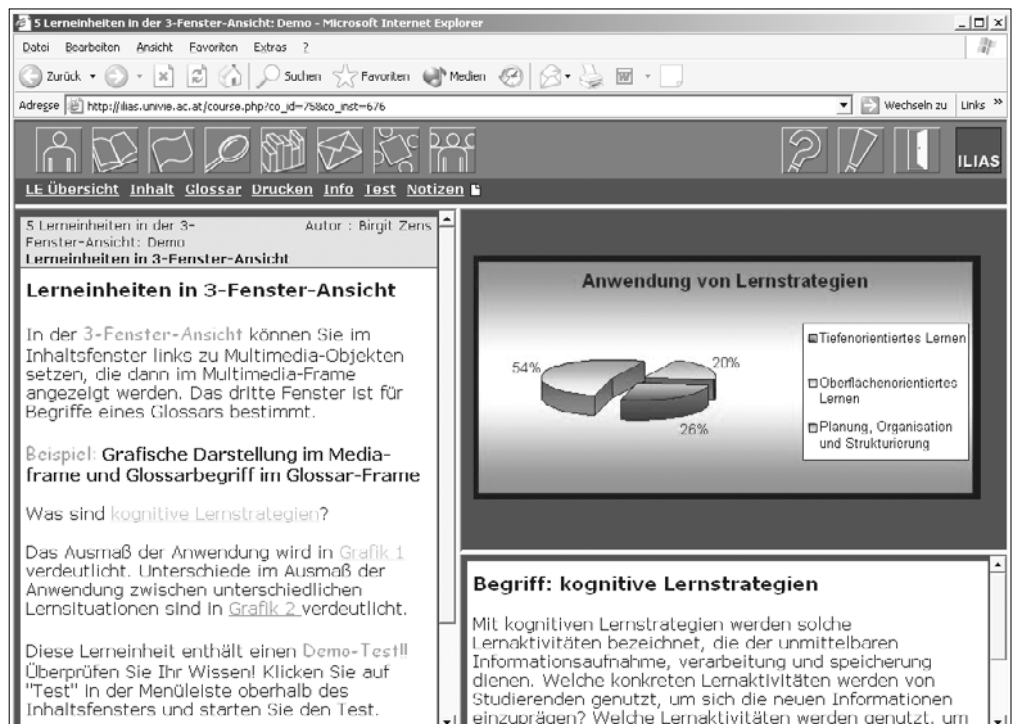 5 Lerneinheiten in der 3-Fenster-Ansicht: Demo - Microsoft Internet Explorer
Datei Bearbeiten Ansicht Favoriten Extras ?
Zurück Suchen Favoriten Medien
Adresse http://ilias.univie.ac.at/course.php?co_id=758co_inst=676 Wechseln zu Links »
ILIAS
LE Übersicht Inhalt Glossar Drucken Info Test Notizen
5 Lerneinheiten in der 3- Autor : Birgit Zens
Fenster-Ansicht: Demo
Lerneinheiten in 3-Fenster-Ansicht
Lerneinheiten in 3-Fenster-Ansicht
In der 3-Fenster-Ansicht können Sie im
Inhaltsfenster links zu Multimedia-Objekten
setzen, die dann im Multimedia-Frame
angezeigt werden. Das dritte Fenster ist für
Begriffe eines Glossars bestimmt.
Beispiel: Grafische Darstellung im Media-
frame und Glossarbegriff im Glossar-Frame
Was sind kognitive Lernstrategien?
Das Ausmaß der Anwendung wird in Grafik 1
verdeutlicht. Unterschiede im Ausmaß der
Anwendung zwischen unterschiedlichen
Lernsituationen sind in Grafik 2 verdeutlicht.
Diese Lerneinheit enthält einen Demo-Test!!
Überprüfen Sie Ihr Wissen! Klicken Sie auf
"Test" in der Menüleiste oberhalb des
Inhaltsfensters und starten Sie den Test.
Anwendung von Lernstrategien
54%
20%
26%
Tiefenorientiertes Lernen
Oberflächenorientiertes
Lernen
Planung, Organisation
und Strukturierung
Begriff: kognitive Lernstrategien
Mit kognitiven Lernstrategien werden solche
Lernaktivitäten bezeichnet, die der unmittelbaren
Informationsaufnahme, verarbeitung und speicherung
dienen. Welche konkreten Lernaktivitäten werden von
Studierenden genutzt, um sich die neuen Informationen
einzuprägen? Welche Lernaktivitäten werden genutzt, um